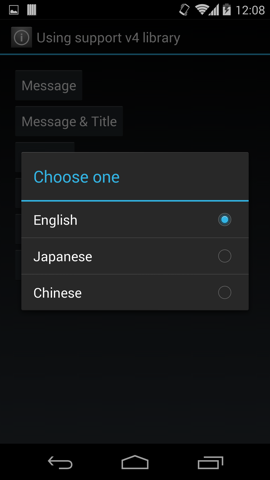 12:08
Using support v4 library
Message
Message & Title
Choose one
English
Japanese
Chinese